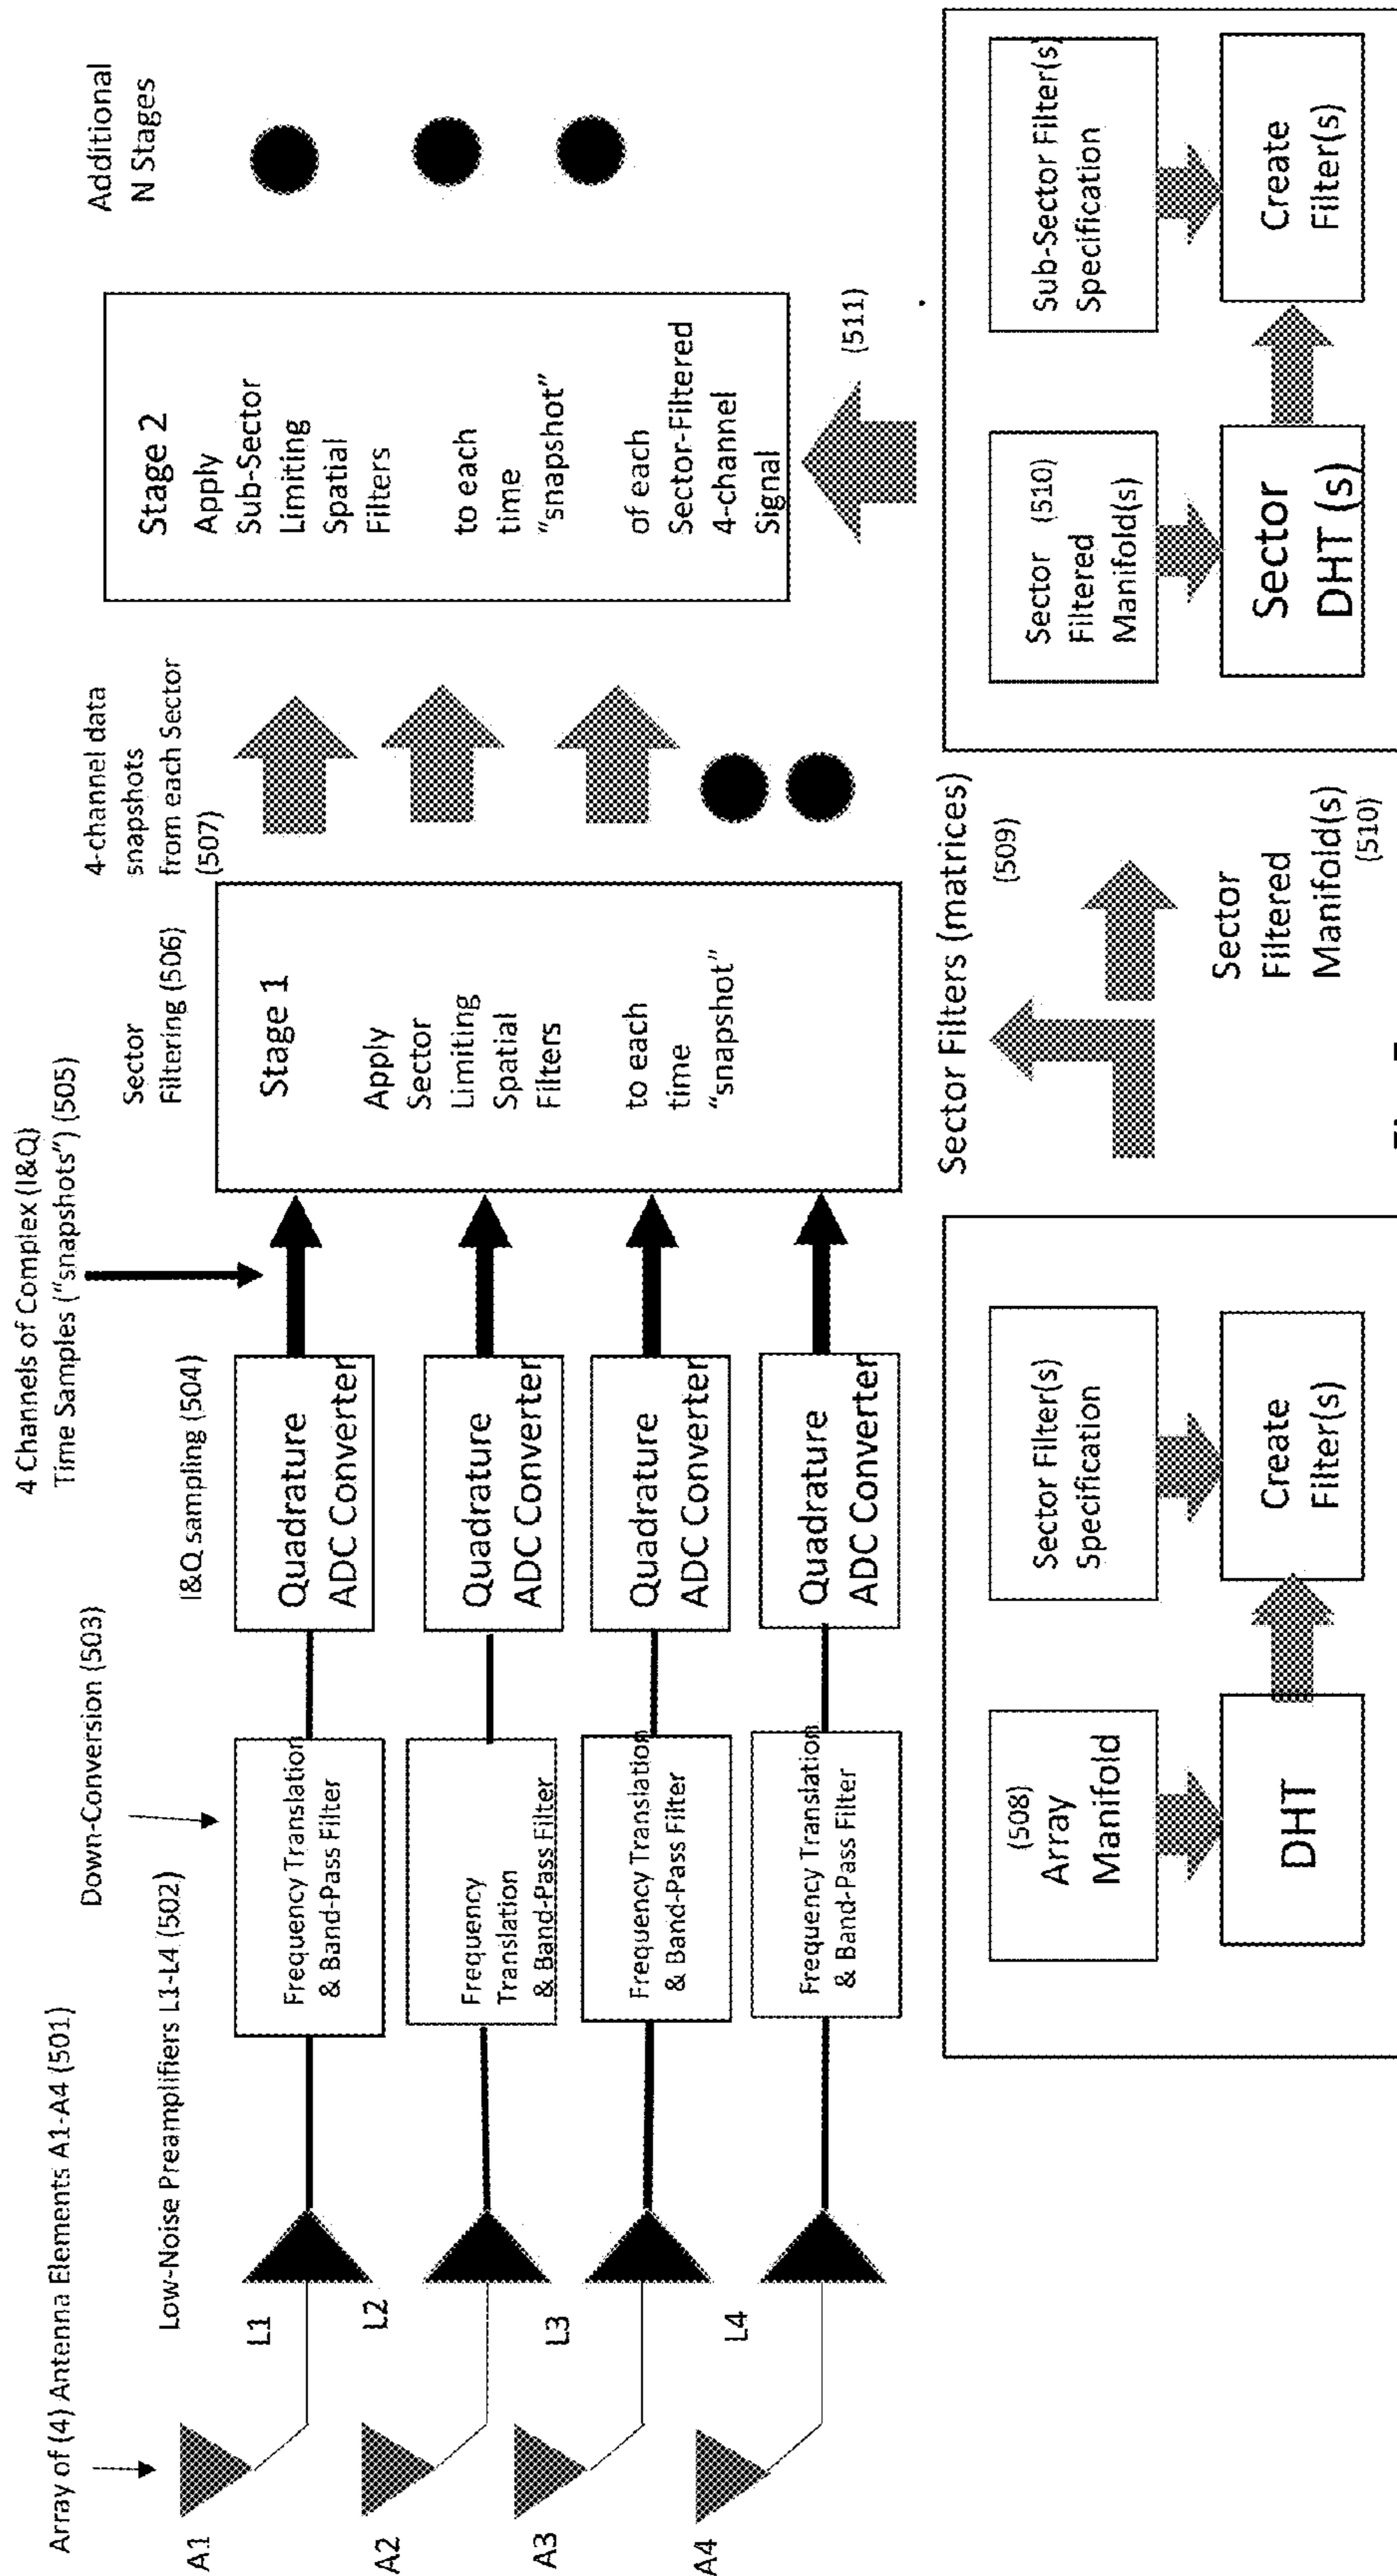 Array of (4) Antenna Elements A1-A4 (501)
A1
A2
A3
A4
Low-Noise Preamplifiers L1-L4 (502)
L1
L2
L3
L4
Down-Conversion (503)
Frequency Translation
& Band-Pass Filter
Frequency
Translation
& Band-Pass Filter
Frequency Translation
& Band-Pass Filter
Frequency Translation
& Band-Pass Filter
I&Q sampling (504)
Quadrature
ADC Converter
Quadrature
ADC Converter
Quadrature
ADC Converter
Quadrature
ADC Converter
4 Channels of Complex (I&Q)
Time Samples ("snapshots") (505)
Sector
Filtering (506)
Stage 1
Apply
Sector
Limiting
Spatial
Filters
to each
time
"snapshot"
4-channel data
snapshots
from each Sector
(507)
Stage 2
Apply
Sub-Sector
Limiting
Spatial
Filters
to each
time
"snapshot"
of each
Sector-Filtered
4-channel
Signal
(511)
Additional
N Stages
(508)
Array
Manifold
DHT
Sector Filter(s)
Specification
Create
Filter(s)
Sector Filters (matrices)
(509)
Sector
Filtered
Manifold(s)
(510)
Sector (510)
Filtered
Manifold(s)
Sector
DHT (s)
Sub-Sector Filter(s)
Specification
Create
Filter(s)